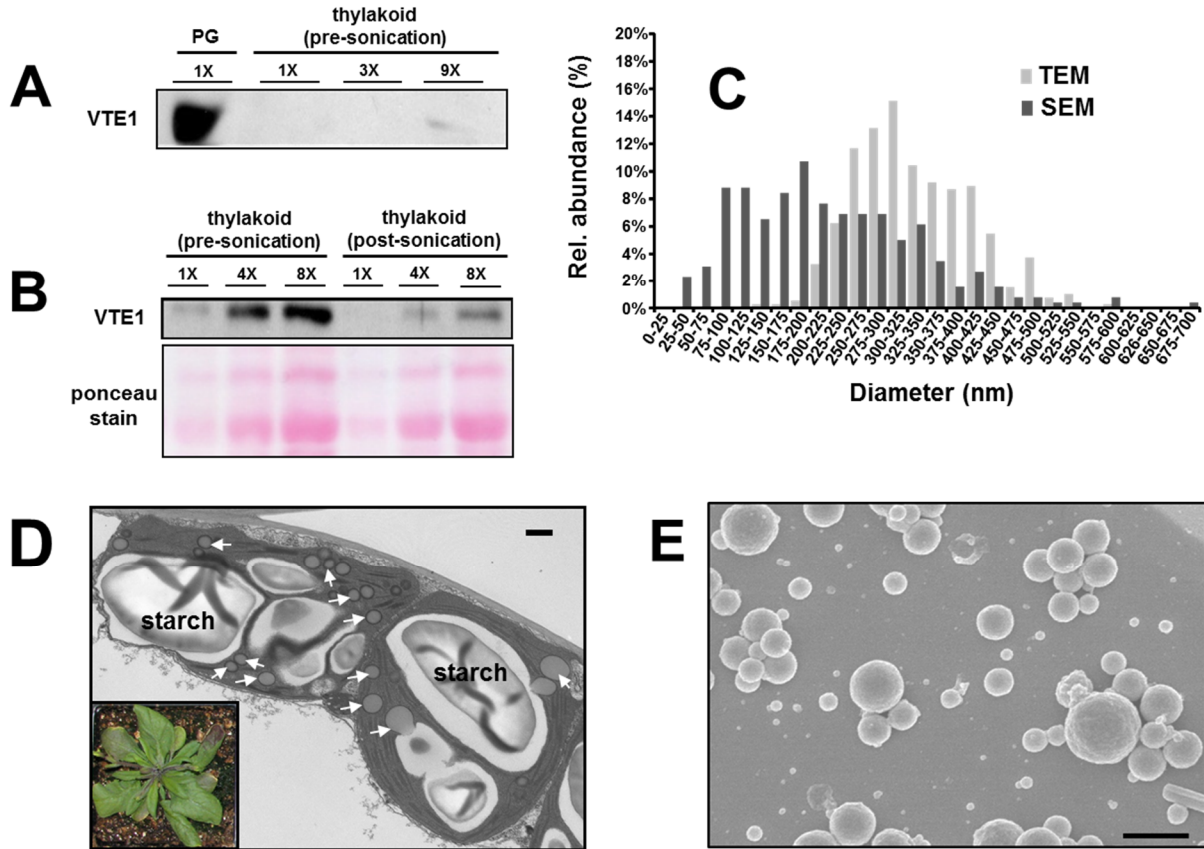 A
PG
thylakoid
(pre-sonication)
1X 1X 3X 9X
VTE1
B
thylakoid
(pre-sonication)
thylakoid
(post-sonication)
1X 4X 8X 1X 4X 8X
VTE1
ponceau
stain
C
Rel. abundance (%)
20%
18%
16%
14%
12%
10%
8%
6%
4%
2%
0%
TEM
SEM
0-25
25-50
50-75
75-100
100-125
125-150
150-175
175-200
200-225
225-250
250-275
275-300
300-325
325-350
350-375
375-400
400-425
425-450
450-475
475-500
500-525
525-550
550-575
575-600
600-625
626-650
650-675
675-700
Diameter (nm)
D
starch
starch
E